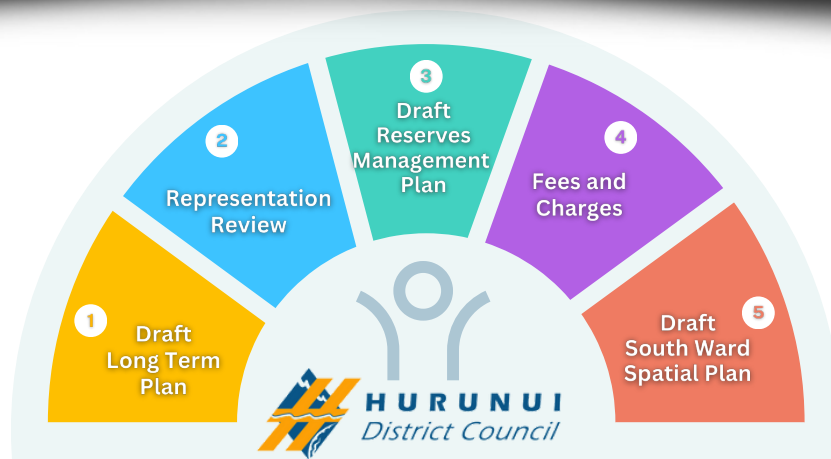 1
Draft
Long Term
Plan
2
Representation
Review
3
Draft
Reserves
Management
Plan
4
Fees and
Charges
5
Draft
South Ward
Spatial Plan
HURUNUI
District Council